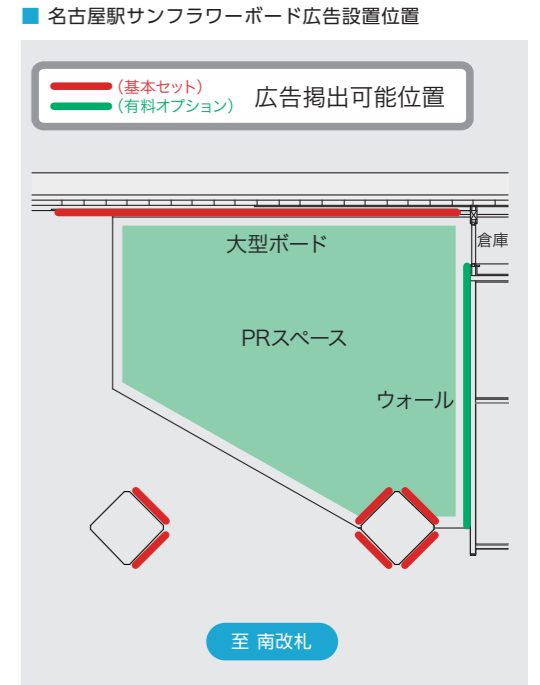 ■ 名古屋駅サンフラワーボード広告設置位置
（基本セット）
（有料オプション）
広告掲出可能位置
大型ボード
倉庫
PRスペース
ウォール
至 南改札